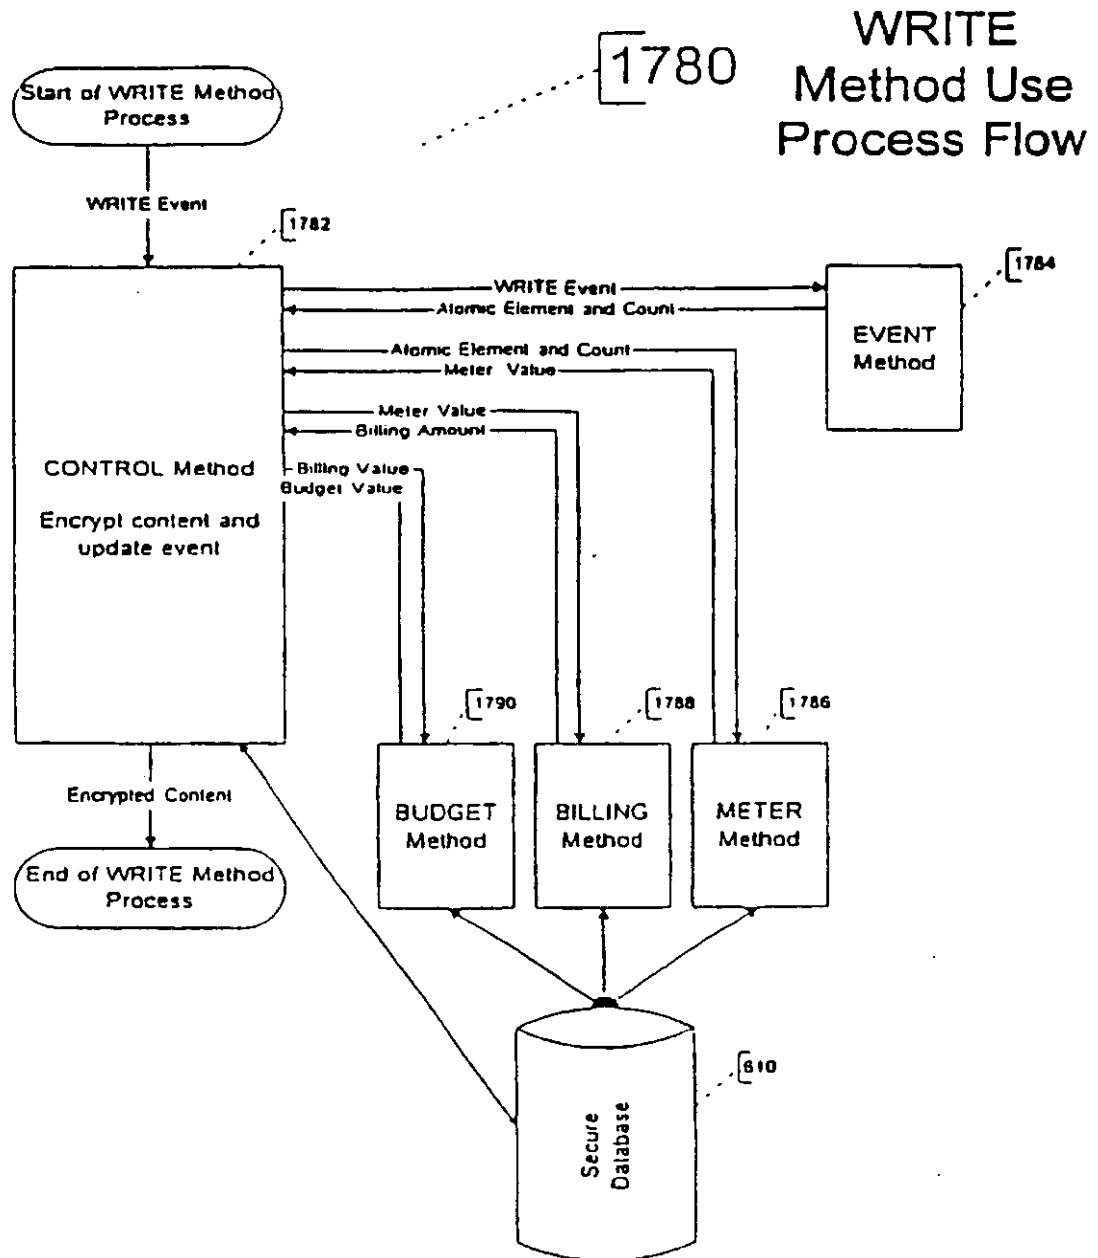 1780
WRITE
Method Use
Process Flow
Start of WRITE Method
Process
WRITE Event
1782
1784
WRITE Event
Atomic Element and Count
EVENT
Method
Atomic Element and Count
Meter Value
Meter Value
Billing Amount
CONTROL Method
Billing Value
Budget Value
Encrypt content and
update event
1790
1788
1786
Encrypted Content
BUDGET
Method
BILLING
Method
METER
Method
End of WRITE Method
Process
610
Secure
Database